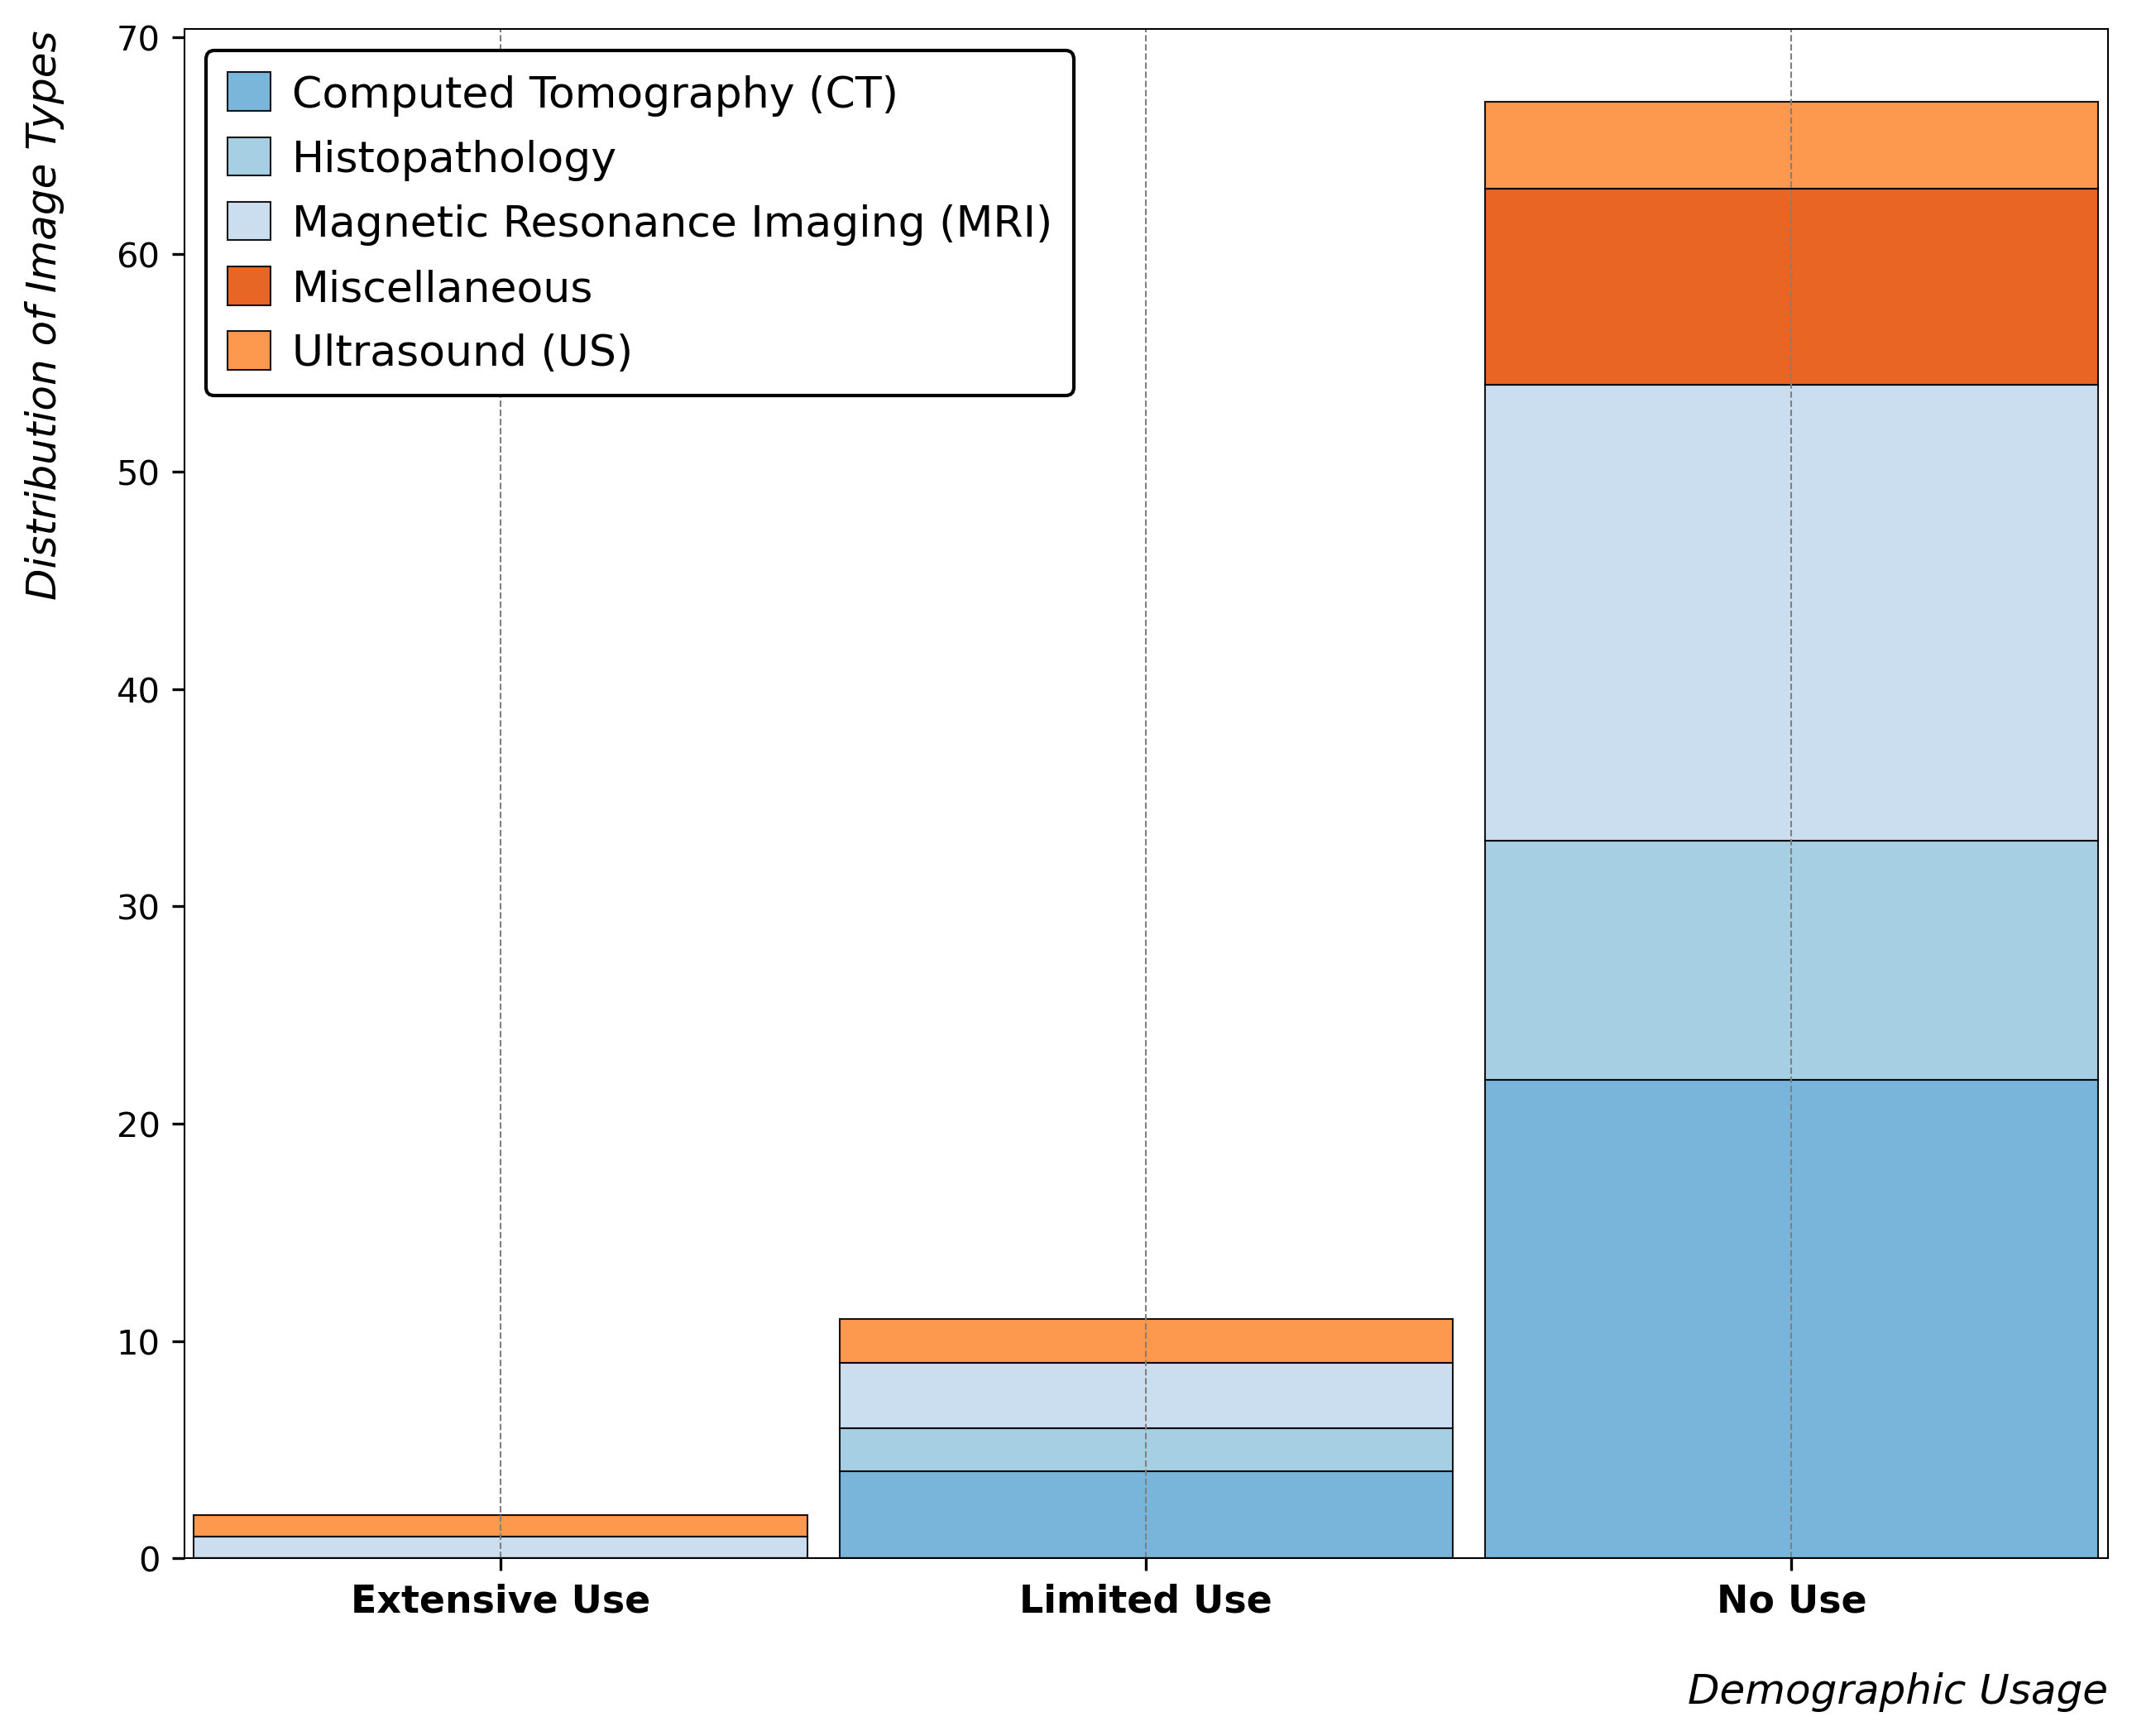 Distribution of Image Types
70
60
50
40
30
20
10
0
Computed Tomography (CT)
Histopathology
Magnetic Resonance Imaging (MRI)
Miscellaneous
Ultrasound (US)
Extensive Use
Limited Use
No Use
Demographic Usage